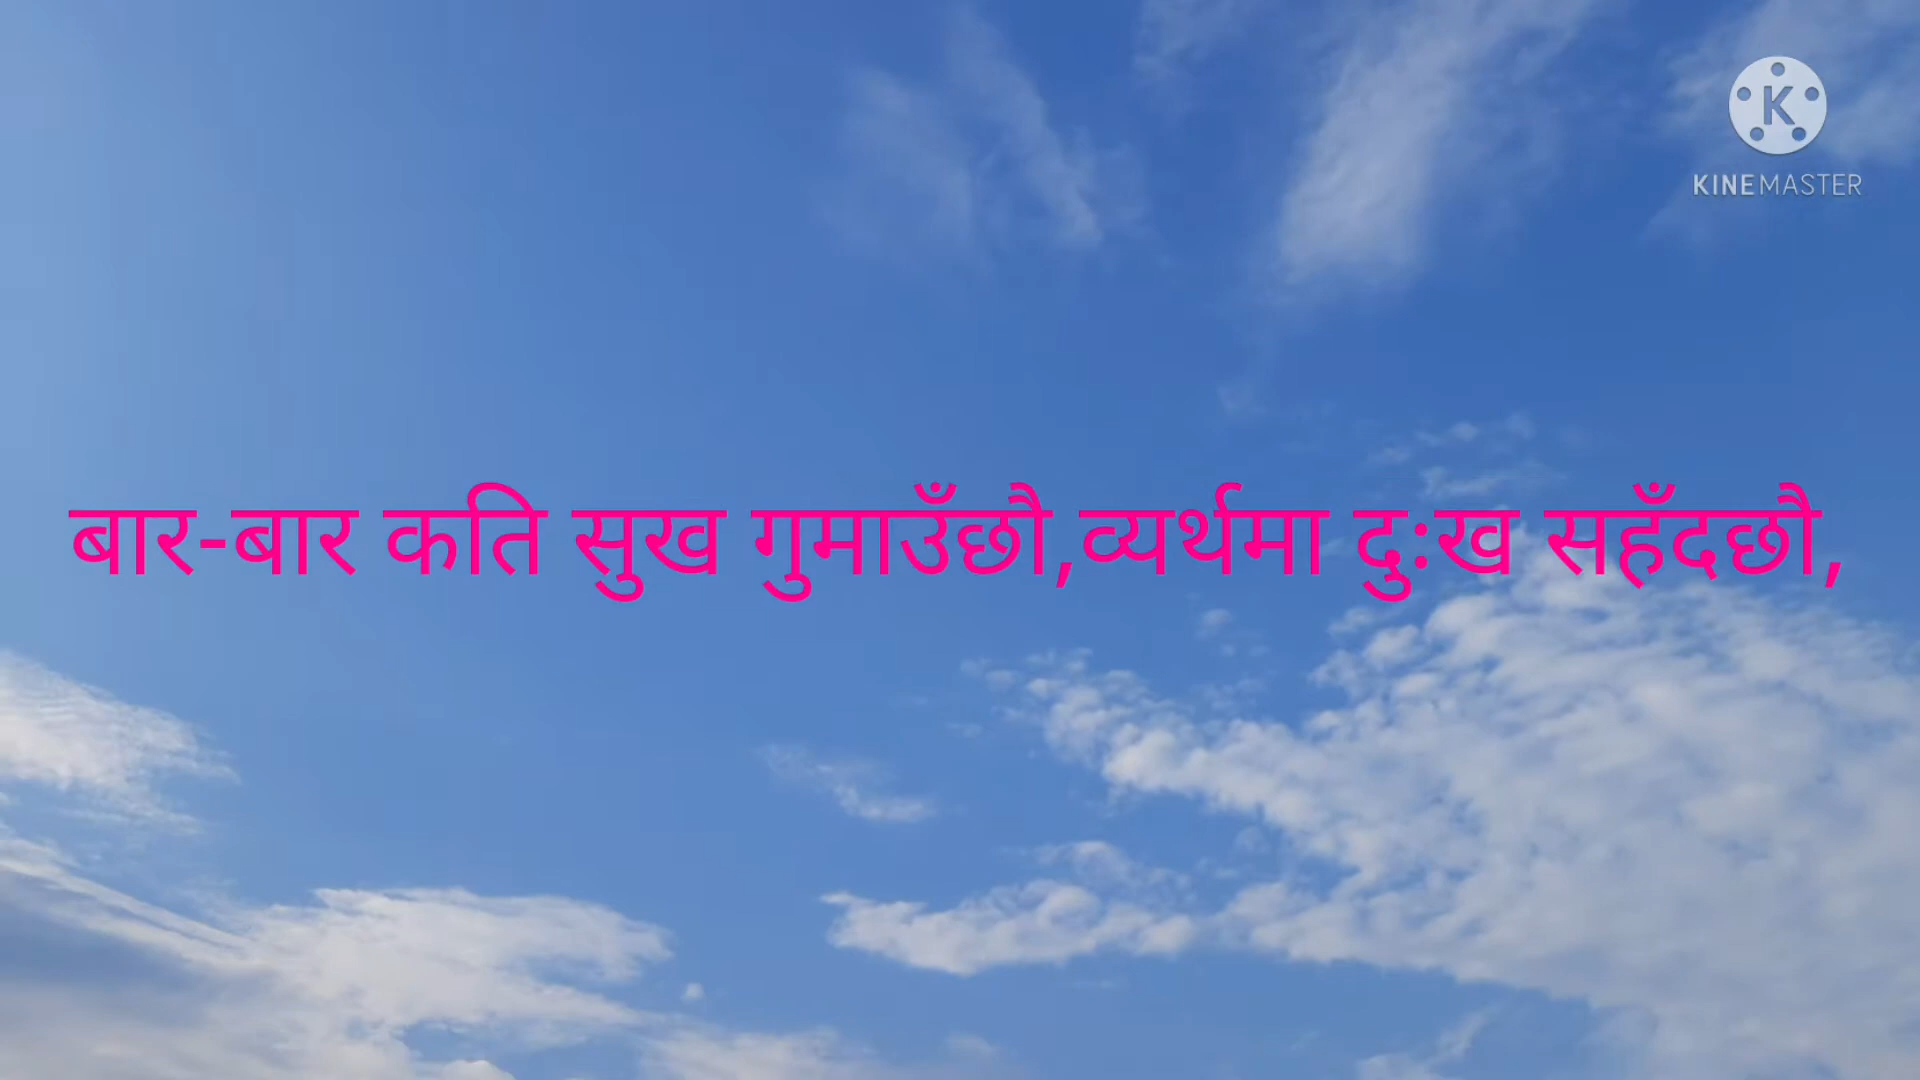 KINEMASTER
बार-बार कति सुख गुमाउँछौ,व्यर्थमा दुःख सहँदछौ,